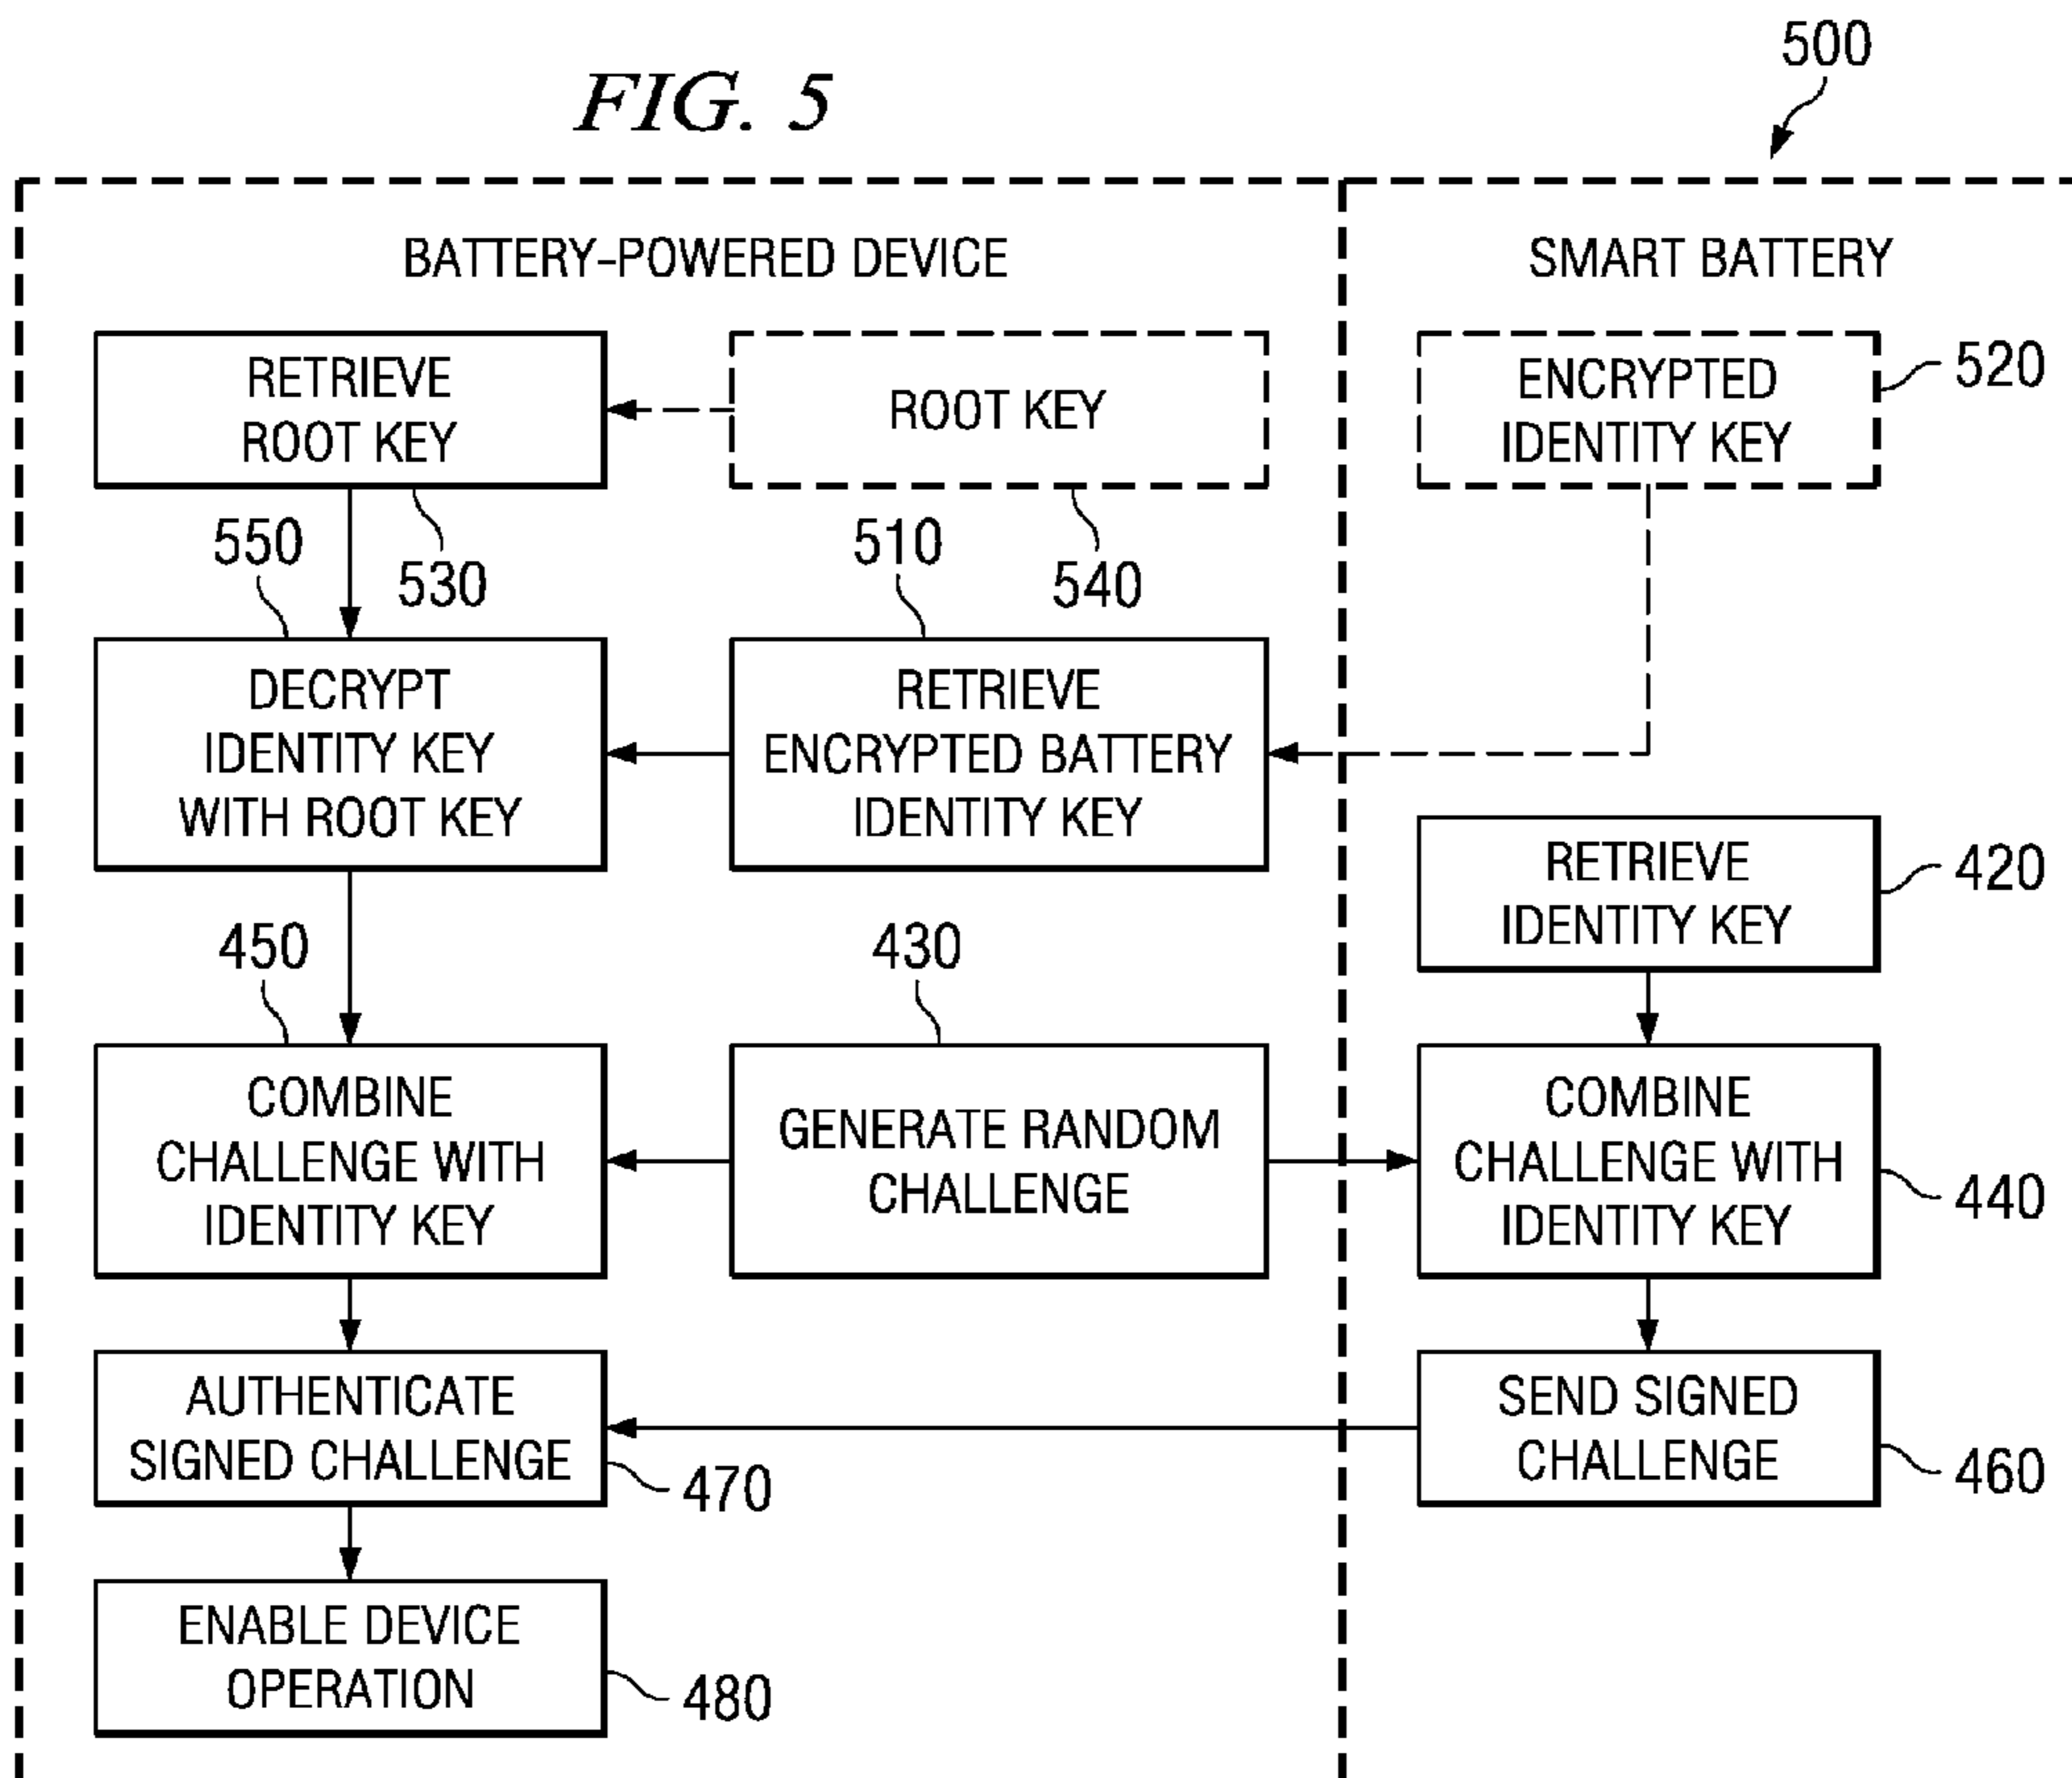 FIG. 5
500
BATTERY-POWERED DEVICE
SMART BATTERY
RETRIEVE
ROOT KEY
530
ROOT KEY
540
ENCRYPTED
IDENTITY KEY
520
550
DECRYPT
IDENTITY KEY
WITH ROOT KEY
510
RETRIEVE
ENCRYPTED BATTERY
IDENTITY KEY
RETRIEVE
IDENTITY KEY
420
450
COMBINE
CHALLENGE WITH
IDENTITY KEY
430
GENERATE RANDOM
CHALLENGE
COMBINE
CHALLENGE WITH
IDENTITY KEY
440
AUTHENTICATE
SIGNED CHALLENGE
470
SEND SIGNED
CHALLENGE
460
ENABLE DEVICE
OPERATION
480